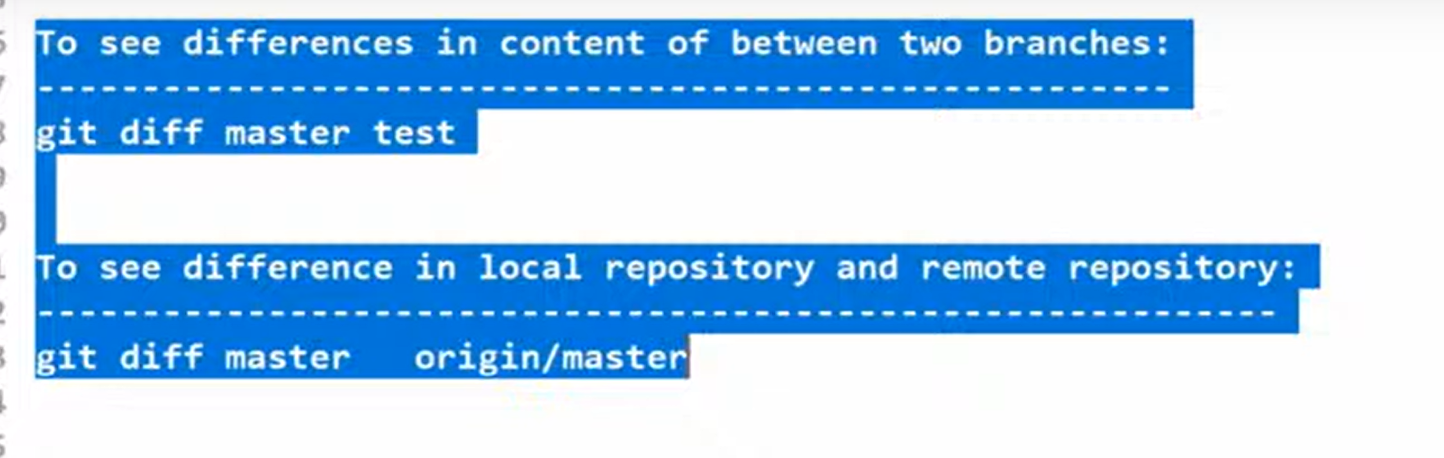 To see differences in content of between two branches:
------------------------------------------------------
git diff master test
To see difference in local repository and remote repository:
-----------------------------------------------------------
git diff master   origin/master